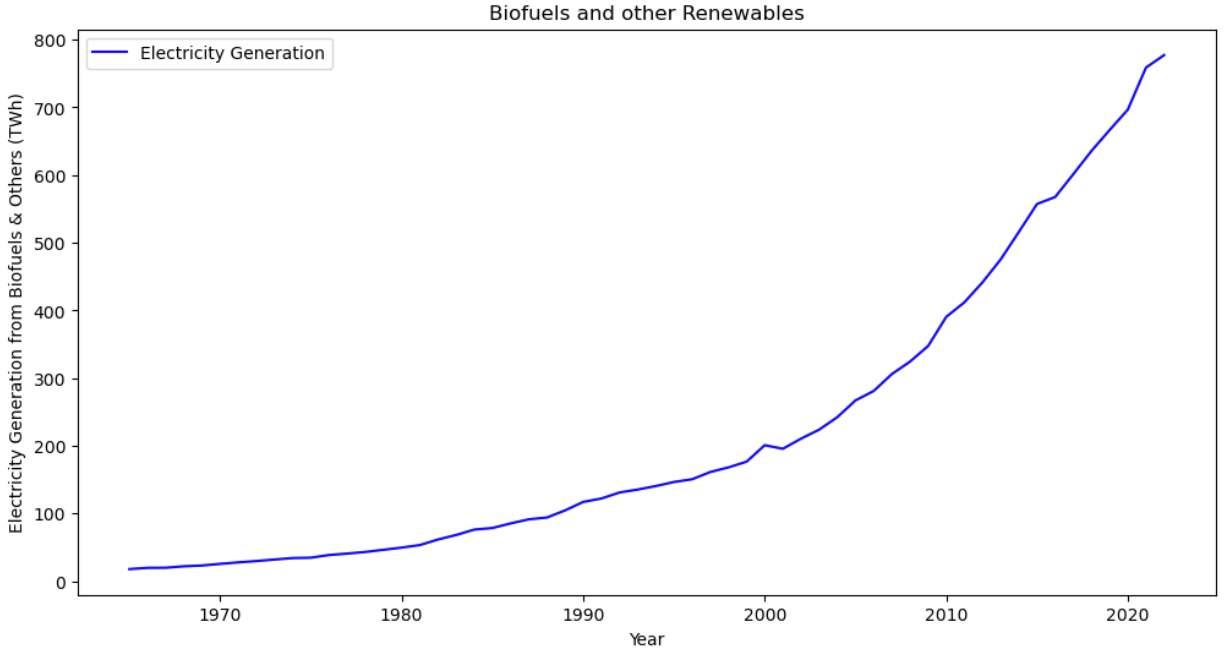 Biofuels and other Renewables
Electricity Generation
Electricity Generation from Biofuels & Others (TWh)
800
700
600
500
400
300
200
100
0
1970 1980 1990 2000 2010 2020
Year